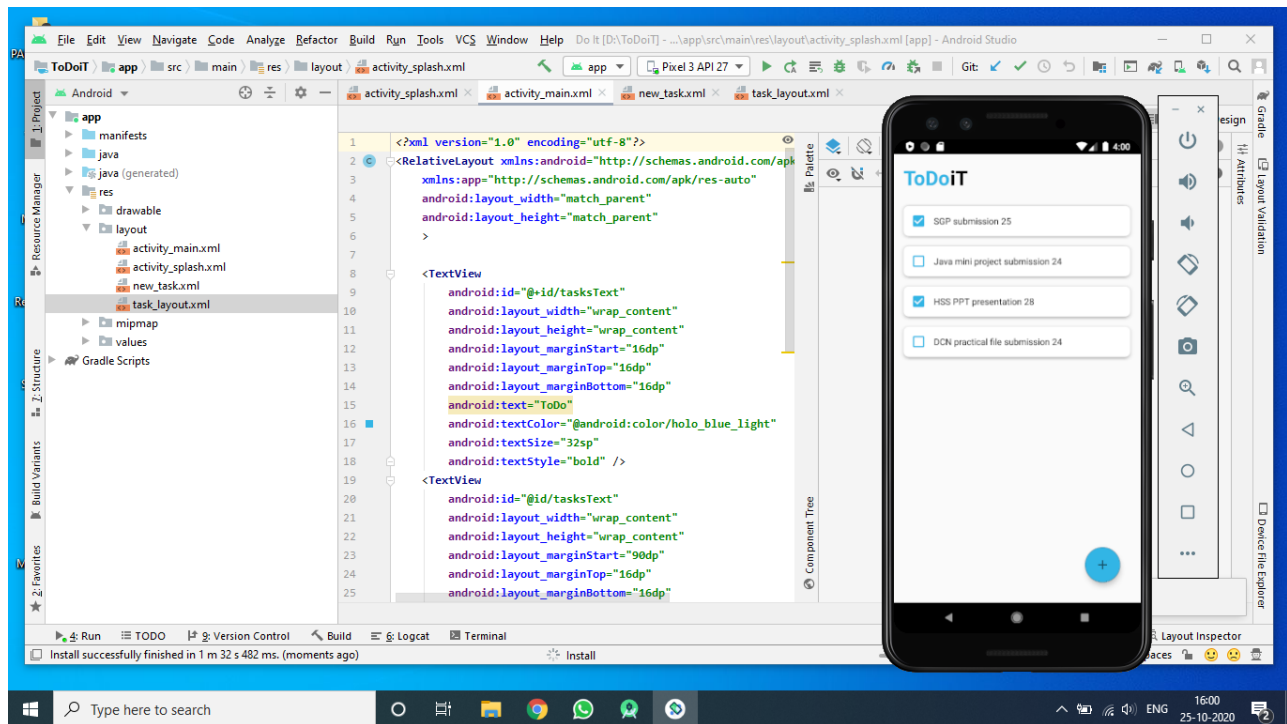 PA
File Edit View Navigate Code Analyze Refactor Build Run Tools VCS Window Help Do It [D:\ToDoiT] - ...\app\src\main\res\layout\activity_splash.xml [app] - Android Studio
ToDoiT app src main res layout activity_splash.xml app Pixel 3 API 27 Git:
Android activity_splash.xml activity_main.xml new_task.xml task_layout.xml
1: Project
Resource Manager
Z: Structure
Build Variants
2: Favorites
app
manifests
java
java (generated)
res
drawable
layout
activity_main.xml
activity_splash.xml
new_task.xml
task_layout.xml
mipmap
values
Gradle Scripts
1 <?xml version="1.0" encoding="utf-8"?>
2 <RelativeLayout xmlns:android="http://schemas.android.com/apk
3 xmlns:app="http://schemas.android.com/apk/res-auto"
4 android:layout_width="match_parent"
5 android:layout_height="match_parent"
6 >
7
8 <TextView
9 android:id="@+id/tasksText"
10 android:layout_width="wrap_content"
11 android:layout_height="wrap_content"
12 android:layout_marginStart="16dp"
13 android:layout_marginTop="16dp"
14 android:layout_marginBottom="16dp"
15 android:text="ToDo"
16 android:textColor="@android:color/holo_blue_light"
17 android:textSize="32sp"
18 android:textStyle="bold" />
19 <TextView
20 android:id="@id/tasksText"
21 android:layout_width="wrap_content"
22 android:layout_height="wrap_content"
23 android:layout_marginStart="90dp"
24 android:layout_marginTop="16dp"
25 android:layout_marginBottom="16dp"
Palette
Component Tree
4:00
ToDoiT
SGP submission 25
Java mini project submission 24
HSS PPT presentation 28
DCN practical file submission 24
+
esign
Attributes
Gradle
Layout Validation
Device File Explorer
4: Run TODO 9: Version Control Build 6: Logcat Terminal Layout Inspector
Install successfully finished in 1 m 32 s 482 ms. (moments ago) Install paces
Type here to search ENG 16:00
25-10-2020 2